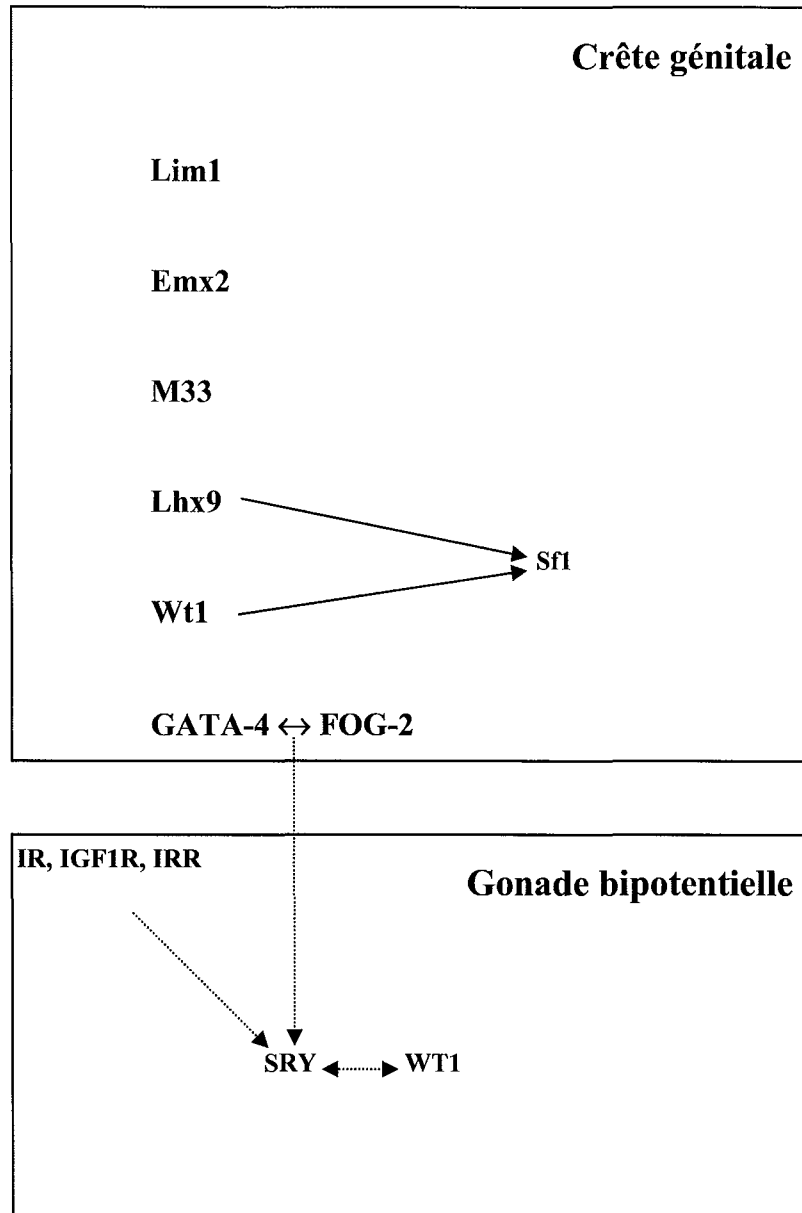 Crête génitale
Lim1
Emx2
M33
Lhx9
Sf1
Wt1
GATA-4 ↔ FOG-2
IR, IGF1R, IRR
Gonade bipotentielle
SRY WT1